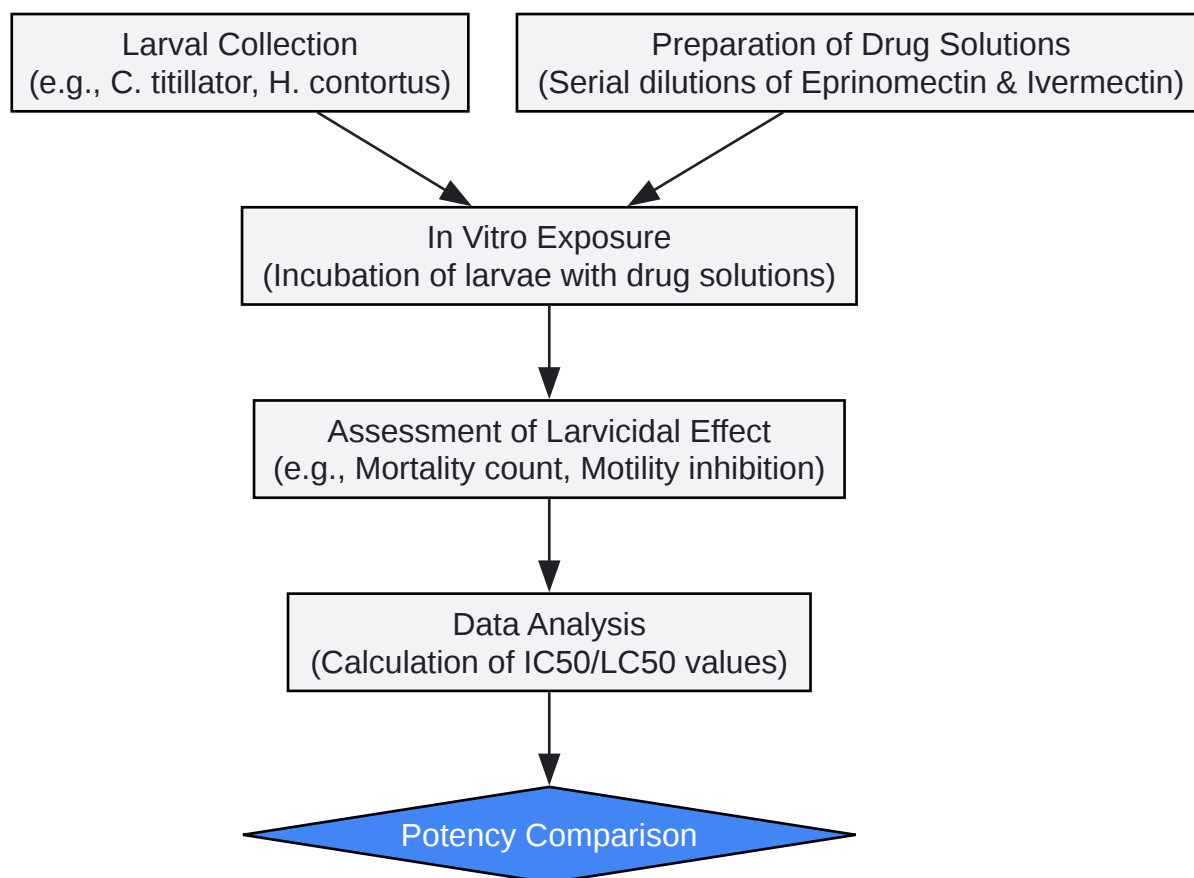 Larval Collection
(e.g., C. titillator, H. contortus)
Preparation of Drug Solutions
(Serial dilutions of Eprinomectin & Ivermectin)
In Vitro Exposure
(Incubation of larvae with drug solutions)
Assessment of Larvicidal Effect
(e.g., Mortality count, Motility inhibition)
Data Analysis
(Calculation of IC50/LC50 values)
Potency Comparison